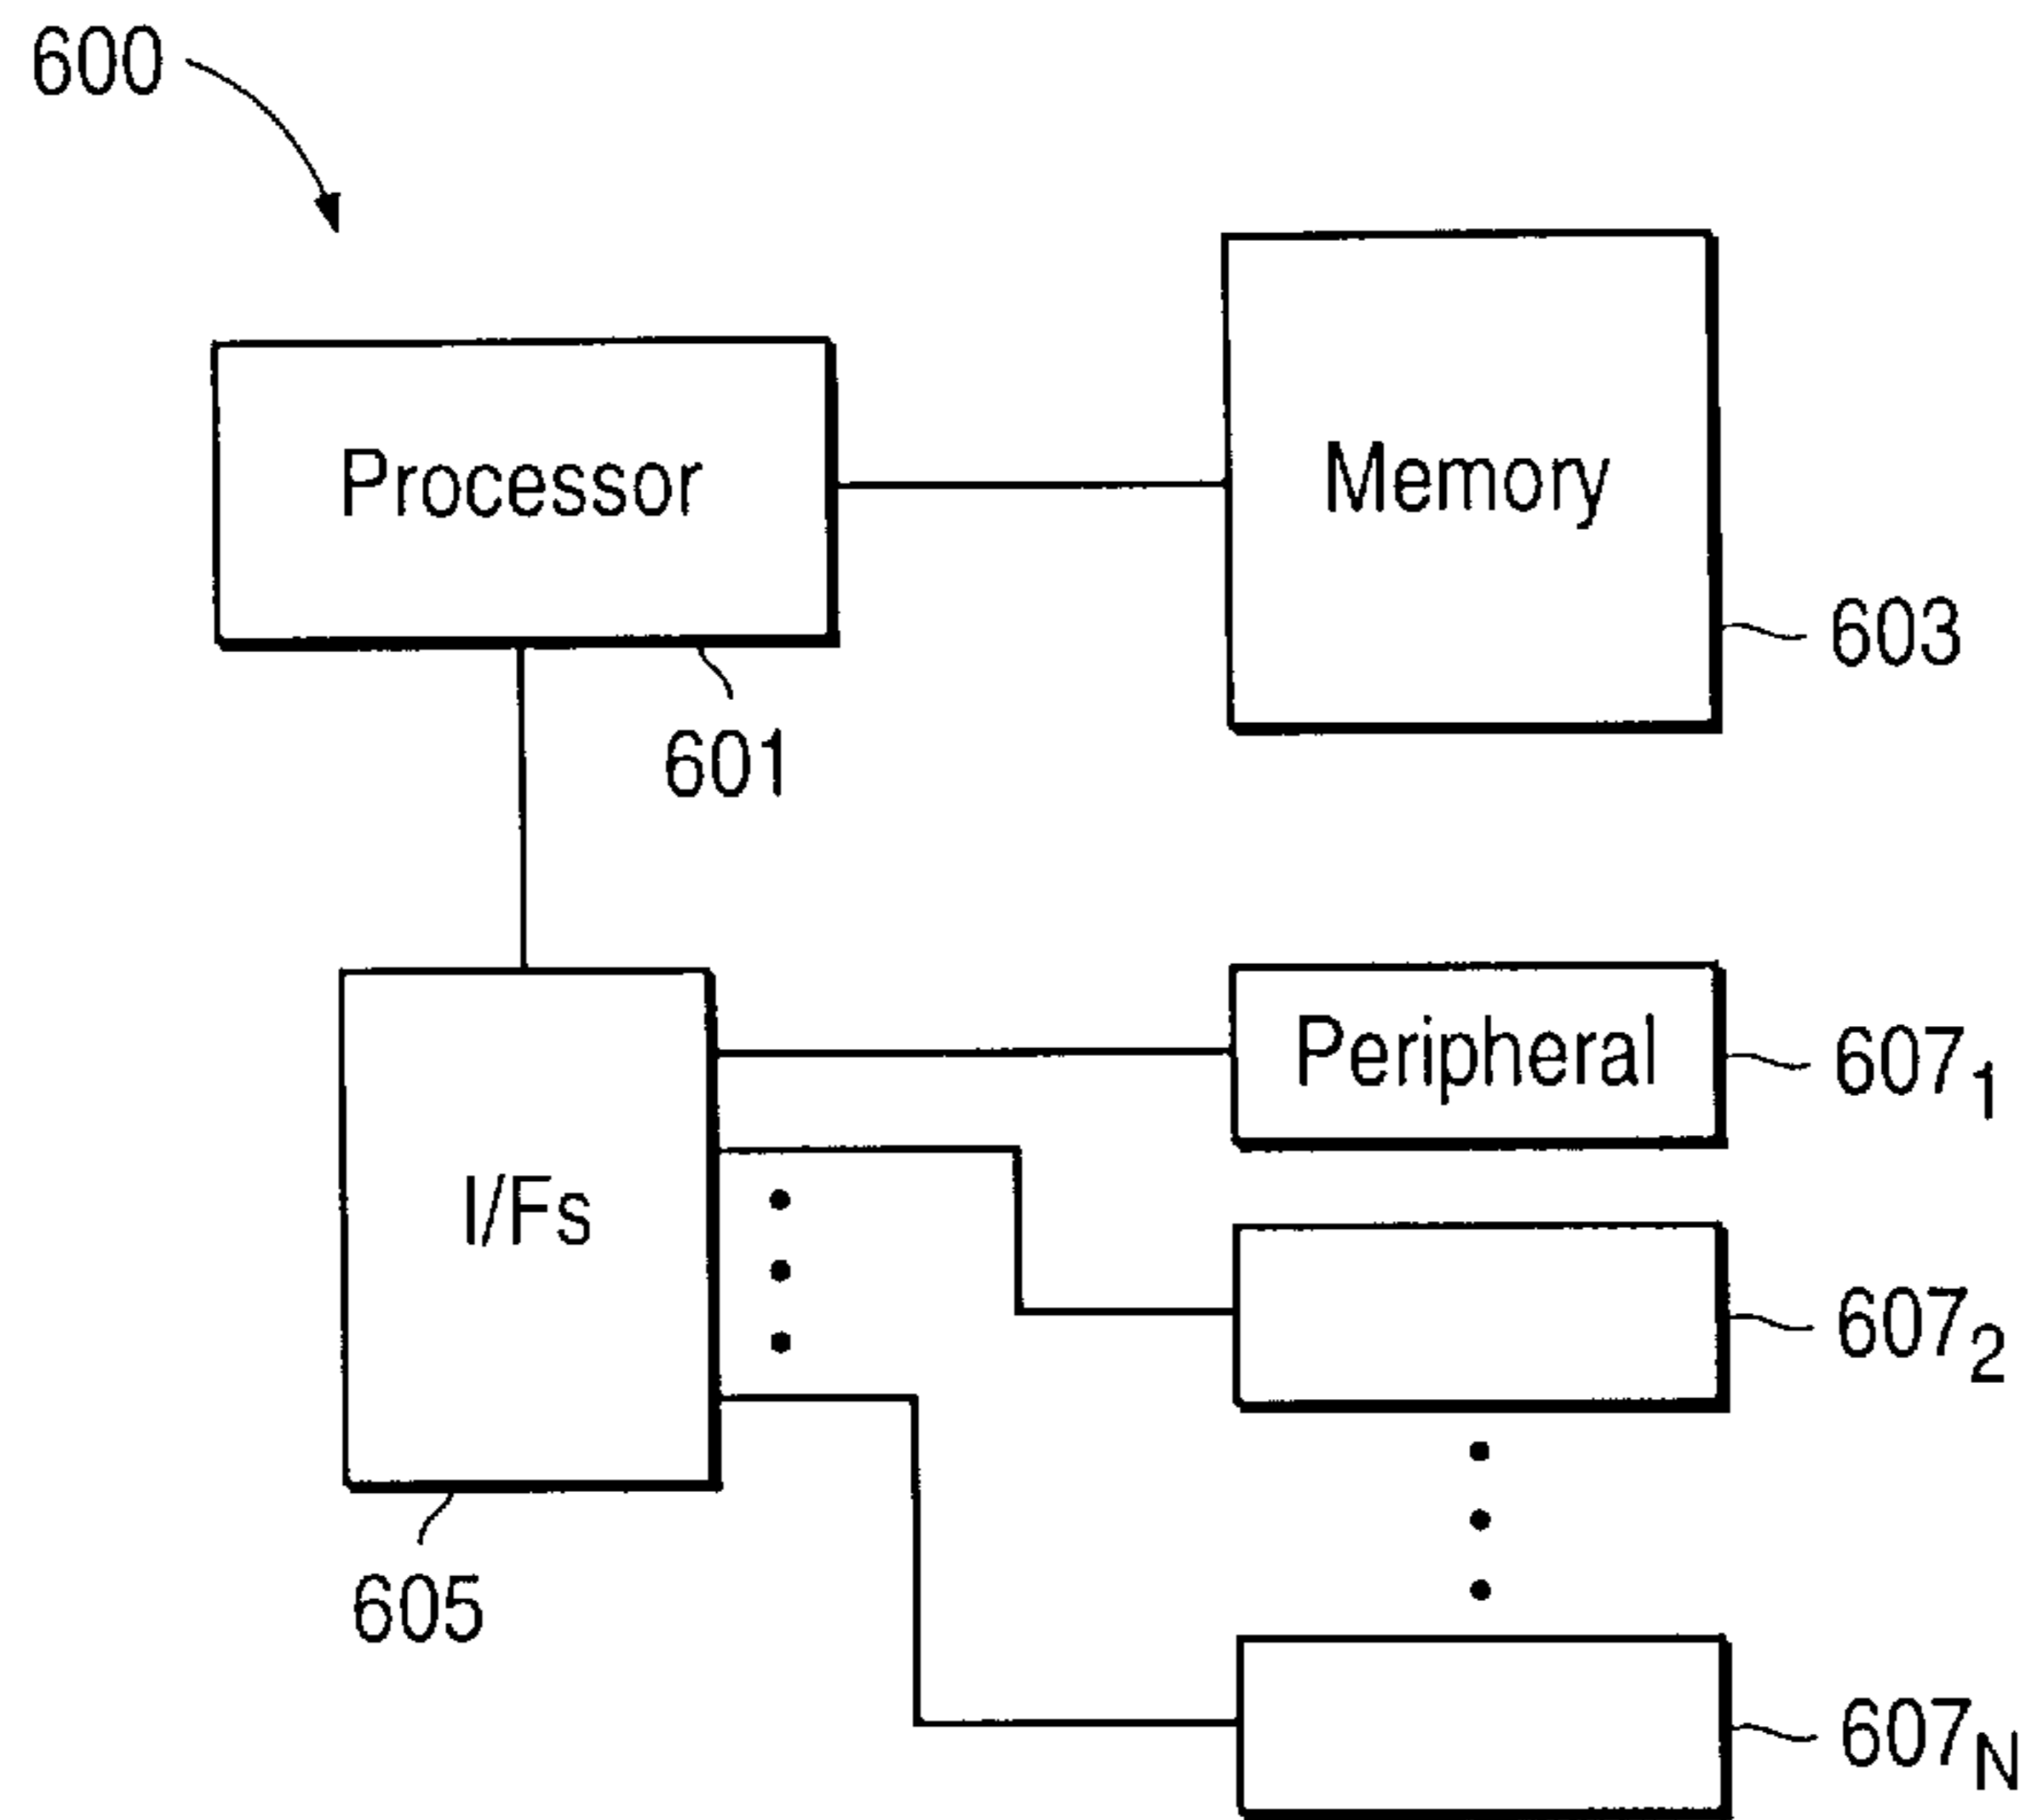 600
Processor
Memory
603
601
Peripheral
607₁
I/Fs
607₂
605
607N